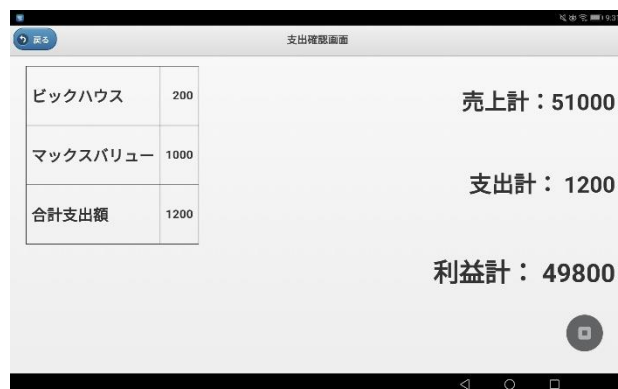 9:37
戻る
支出確認画面
ビックハウス 200
マックスバリュー 1000
合計支出額 1200
売上計：51000
支出計： 1200
利益計： 49800